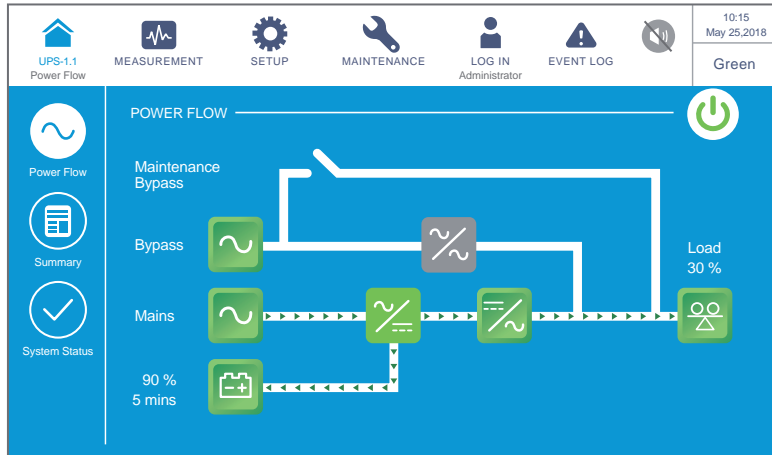 UPS-1.1
Power Flow
MEASUREMENT
SETUP
MAINTENANCE
LOG IN
Administrator
EVENT LOG
10:15
May 25,2018
Green
Power Flow
Summary
System Status
POWER FLOW
Maintenance
Bypass
Bypass
Mains
90 %
5 mins
Load
30 %